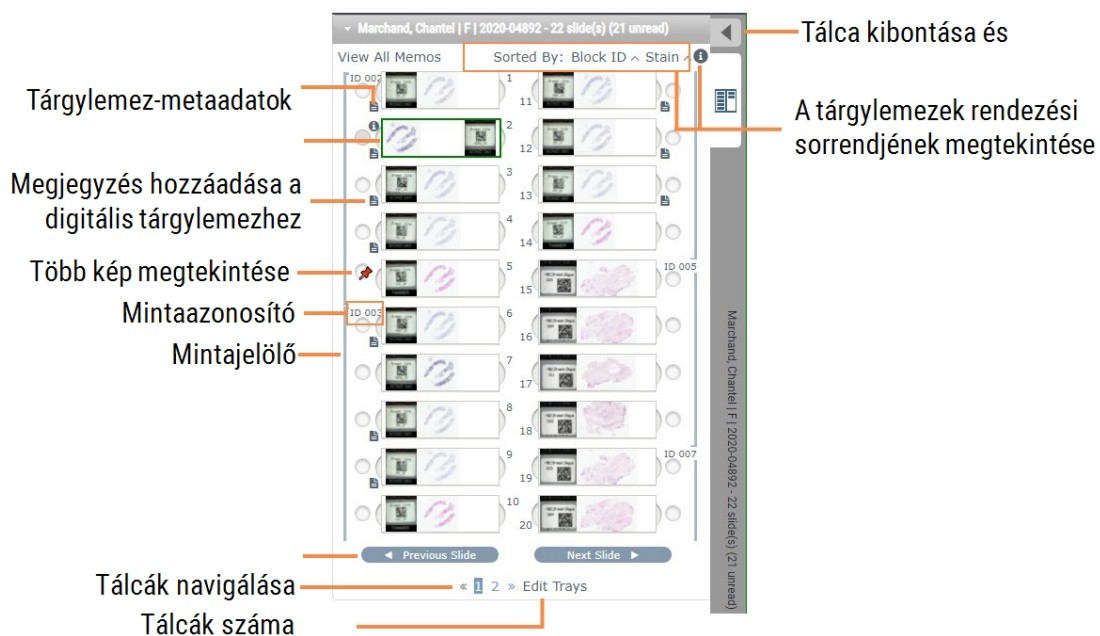 Marchand, Chantel | F | 2020-04892 - 22 slide(s) (21 unread)
Tálca kibontása és
View All Memos
Sorted By: Block ID ^ Stain ^
ID 002
1
11
Tárgylemez-metaadatok
A tárgylemezek rendezési
sorrendjének megtekintése
2
12
Megjegyzés hozzáadása a
digitális tárgylemezhez
3
13
4
14
Több kép megtekintése
5
ID 005
15
Mintaazonosító
ID 003
6
16
Mintajelölő
7
17
8
18
9
ID 007
19
10
20
Marchand, Chantel | F | 2020-04892 - 22 slide(s) (21 unread)
Previous Slide
Next Slide
Tálcák navigálása
« 1 2 » Edit Trays
Tálcák száma